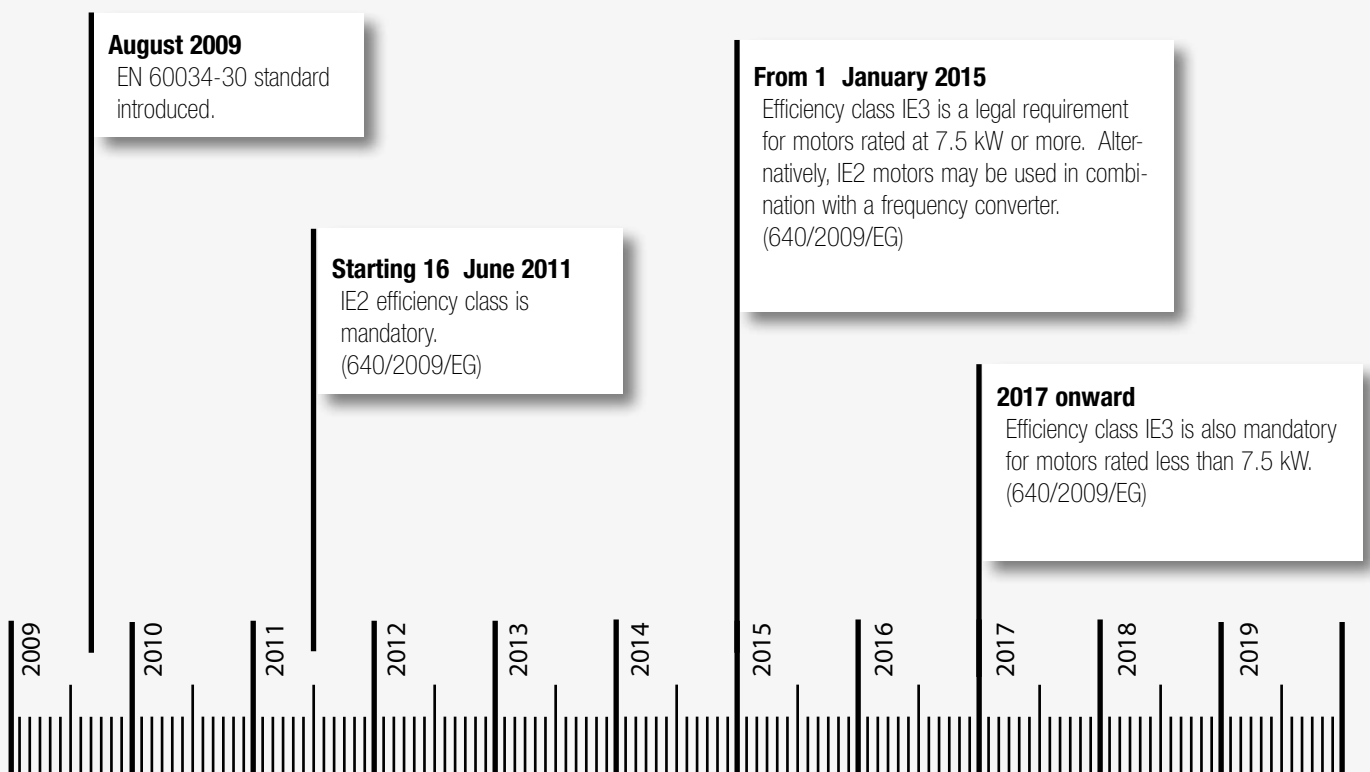 August 2009
EN 60034-30 standard
introduced.
From 1 January 2015
Efficiency class IE3 is a legal requirement
for motors rated at 7.5 kW or more. Alter-
natively, IE2 motors may be used in combi-
nation with a frequency converter.
(640/2009/EG)
Starting 16 June 2011
IE2 efficiency class is
mandatory.
(640/2009/EG)
2017 onward
Efficiency class IE3 is also mandatory
for motors rated less than 7.5 kW.
(640/2009/EG)
2009
2010
2011
2012
2013
2014
2015
2016
2017
2018
2019